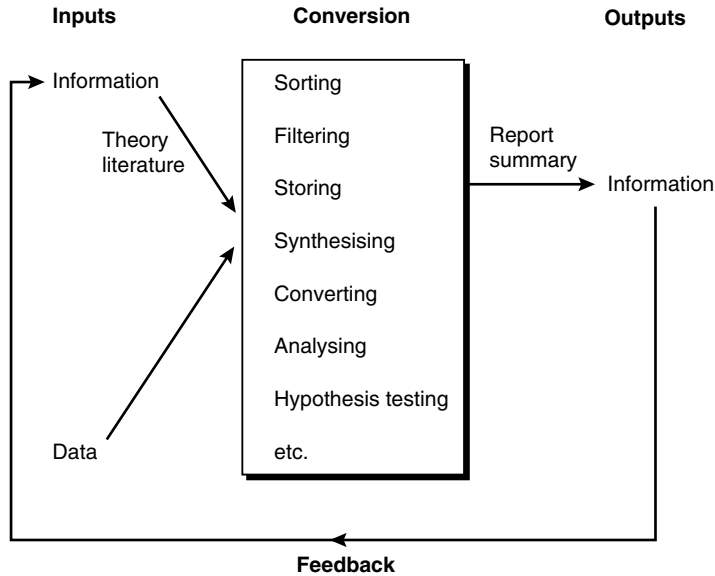 Inputs
Conversion
Outputs
Information
Theory
literature
Data
Sorting
Filtering
Storing
Synthesising
Converting
Analysing
Hypothesis testing
etc.
Report
summary
Information
Feedback